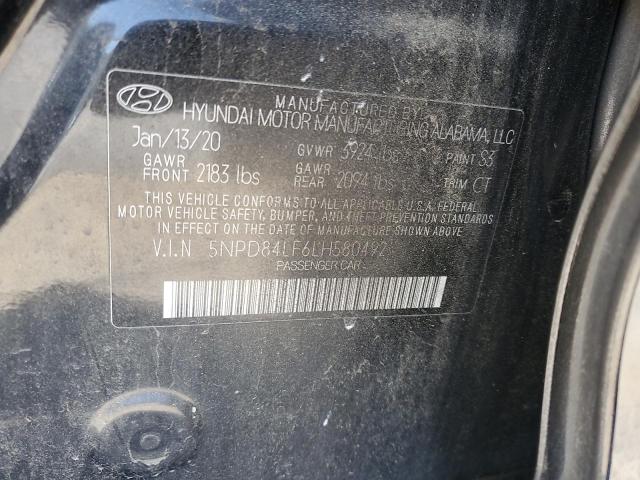 MANUFACTURED BY
HYUNDAI MOTOR MANUFACTURING ALABAMA, LLC
Jan/13/20 GVWR 3924 lbs PAINT S3
GAWR FRONT 2183 lbs GAWR REAR 2094 lbs TRIM CT
THIS VEHICLE CONFORMS TO ALL APPLICABLE U.S.A. FEDERAL
MOTOR VEHICLE SAFETY, BUMPER, AND THEFT PREVENTION STANDARDS
IN EFFECT ON THE DATE OF MANUFACTURE SHOWN ABOVE.
V.I.N 5NPD84LF6LH580492
PASSENGER CAR